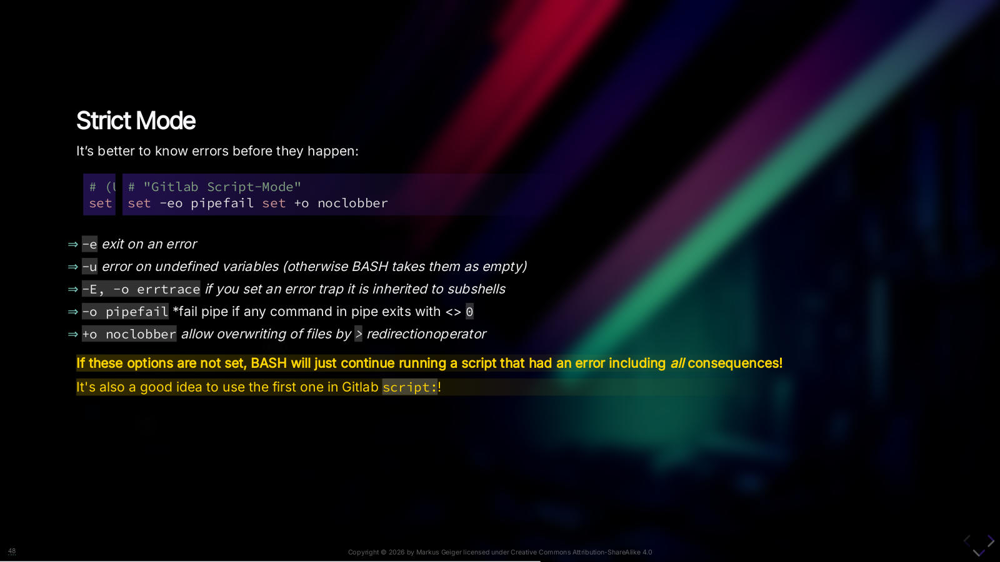 Strict Mode
It’s better to know errors before they happen:
# (
set
# "Gitlab Script-Mode"
set -eo pipefail set +o noclobber
⇒ -e exit on an error
⇒ -u error on undefined variables (otherwise BASH takes them as empty)
⇒ -E, -o errtrace if you set an error trap it is inherited to subshells
⇒ -o pipefail *fail pipe if any command in pipe exits with <> 0
⇒ +o noclobber allow overwriting of files by > redirectionoperator
If these options are not set, BASH will just continue running a script that had an error including all consequences!
It's also a good idea to use the first one in Gitlab script:!
48
Copyright © 2026 by Markus Geiger licensed under Creative Commons Attribution-ShareAlike 4.0